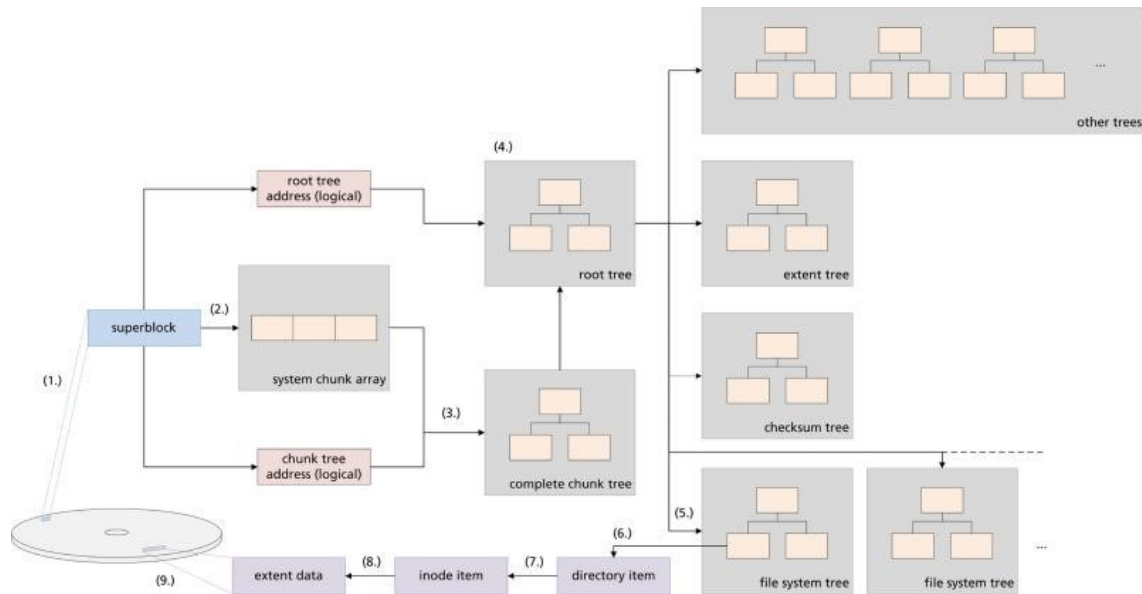 ...
other trees
(4.)
root tree
address (logical)
root tree
extent tree
superblock
(2.)
system chunk array
(1.)
(3.)
checksum tree
chunk tree
address (logical)
complete chunk tree
(5.)
(6.)
file system tree
file system tree
...
(7.)
(8.)
directory item
inode item
extent data
(9.)